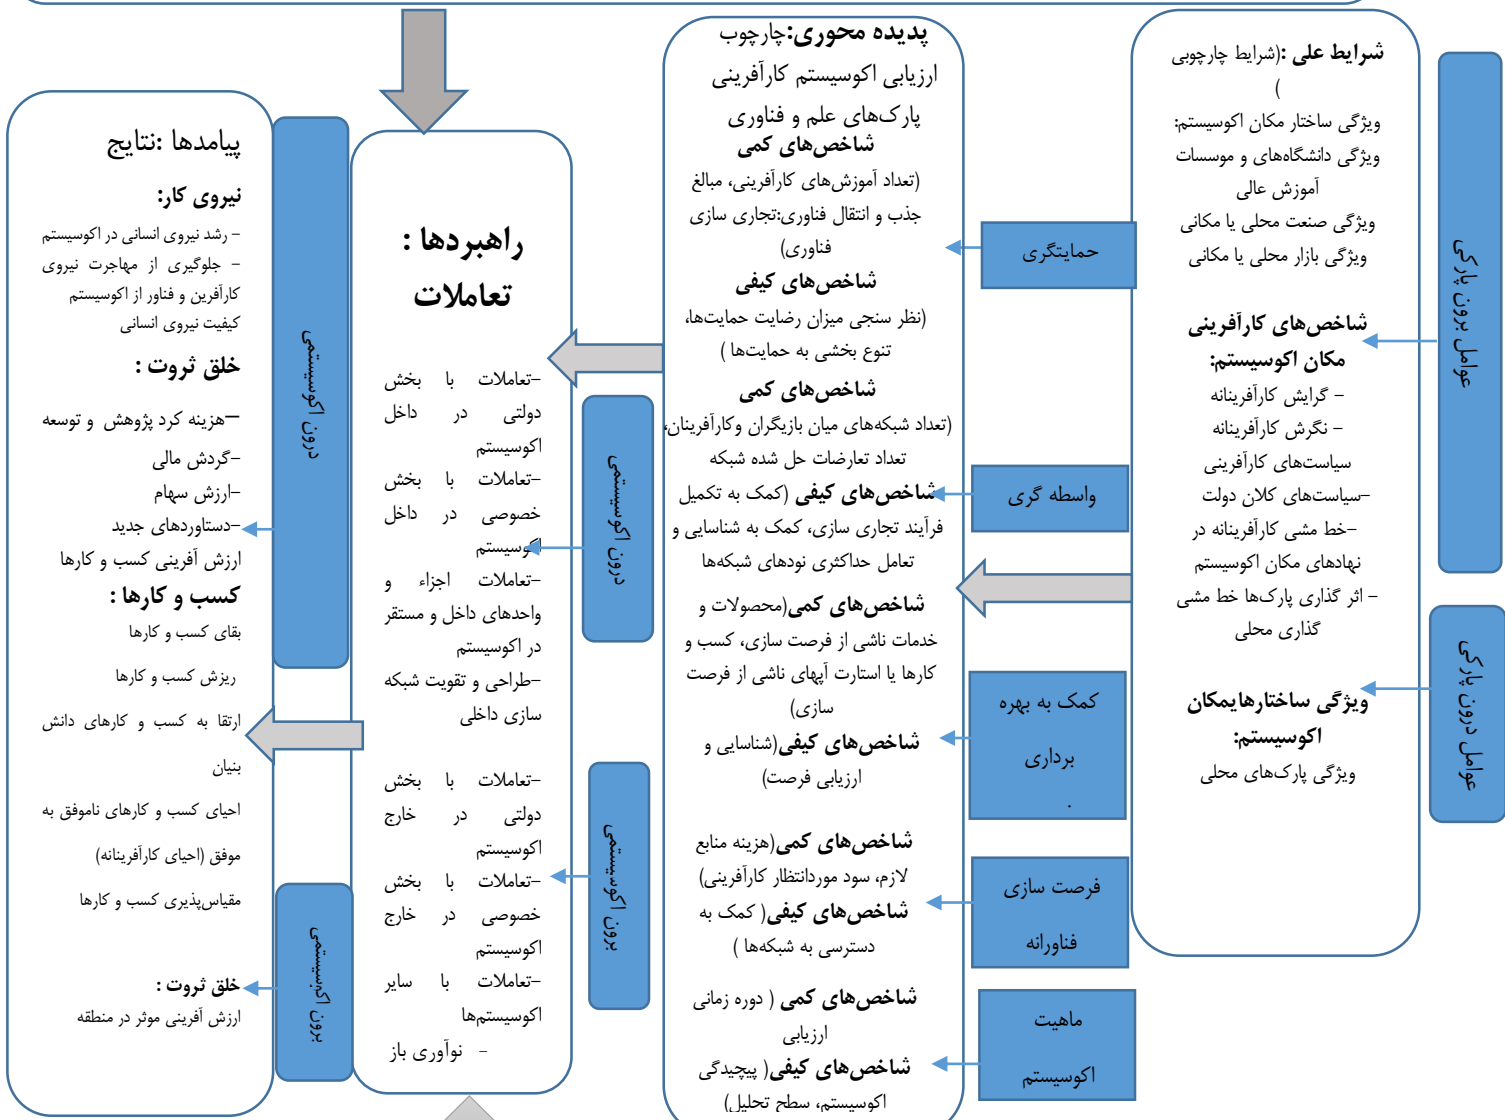 عوامل برون پارکی
عوامل درون پارکی
شرایط علی :(شرایط چارچوبی
)
ویژگی ساختار مکان اکوسیستم:
ویژگی دانشگاه‌های و موسسات
آموزش عالی
ویژگی صنعت محلی یا مکانی
ویژگی بازار محلی یا مکانی
شاخص‌های کارآفرینی
مکان اکوسیستم:
- گرایش کارآفرینانه
- نگرش کارآفرینانه
سیاست‌های کارآفرینی
-سیاست‌های کلان دولت
-خط مشی کارآفرینانه در
نهادهای مکان اکوسیستم
- اثر گذاری پارک‌ها خط مشی
گذاری محلی
ویژگی ساختارهایمکان
اکوسیستم:
ویژگی پارک‌های محلی
حمایتگری
واسطه گری
کمک به بهره
برداری
.
فرصت سازی
فناورانه
ماهیت
اکوسیستم
پدیده محوری:چارچوب
ارزیابی اکوسیستم کارآفرینی
پارک‌های علم و فناوری
شاخص‌های کمی
(تعداد آموزش‌های کارآفرینی، مبالغ
جذب و انتقال فناوری:تجاری سازی
فناوری)
شاخص‌های کیفی
(نظر سنجی میزان رضایت حمایت‌ها،
تنوع بخشی به حمایت‌ها )
شاخص‌های کمی
(تعداد شبکه‌های میان بازیگران وکارآفرینان،
تعداد تعارضات حل شده شبکه
شاخص‌های کیفی (کمک به تکمیل
فرآیند تجاری سازی، کمک به شناسایی و
تعامل حداکثری نودهای شبکه‌ها
شاخص‌های کمی(محصولات و
خدمات ناشی از فرصت سازی، کسب و
کارها یا استارت آپهای ناشی از فرصت
سازی)
شاخص‌های کیفی(شناسایی و
ارزیابی فرصت)
شاخص‌های کمی(هزینه منابع
لازم، سود موردانتظار کارآفرینی)
شاخص‌های کیفی( کمک به
دسترسی به شبکه‌ها )
شاخص‌های کمی ( دوره زمانی
ارزیابی
شاخص‌های کیفی( پیچیدگی
اکوسیستم، سطح تحلیل)
درون اکوسیستمی
برون اکوسیستمی
راهبردها :
تعاملات
-تعاملات با بخش
دولتی در داخل
اکوسیستم
-تعاملات با بخش
خصوصی در داخل
اکوسیستم
-تعاملات اجزاء و
واحدهای داخل و مستقر
در اکوسیستم
-طراحی و تقویت شبکه
سازی داخلی
-تعاملات با بخش
دولتی در خارج
اکوسیستم
-تعاملات با بخش
خصوصی در خارج
اکوسیستم
-تعاملات با سایر
اکوسیستم‌ها
- نوآوری باز
درون اکوسیستمی
برون اکوسیستمی
پیامدها :نتایج
نیروی کار:
- رشد نیروی انسانی در اکوسیستم
- جلوگیری از مهاجرت نیروی
کارآفرین و فناور از اکوسیستم
کیفیت نیروی انسانی
خلق ثروت :
–هزینه کرد پژوهش و توسعه
-گردش مالی
-ارزش سهام
-دستاوردهای جدید
ارزش آفرینی کسب و کارها
کسب و کارها :
بقای کسب و کارها
ریزش کسب و کارها
ارتقا به کسب و کارهای دانش
بنیان
احیای کسب و کارهای ناموفق به
موفق (احیای کارآفرینانه)
مقیاس‌پذیری کسب و کارها
خلق ثروت :
ارزش آفرینی موثر در منطقه